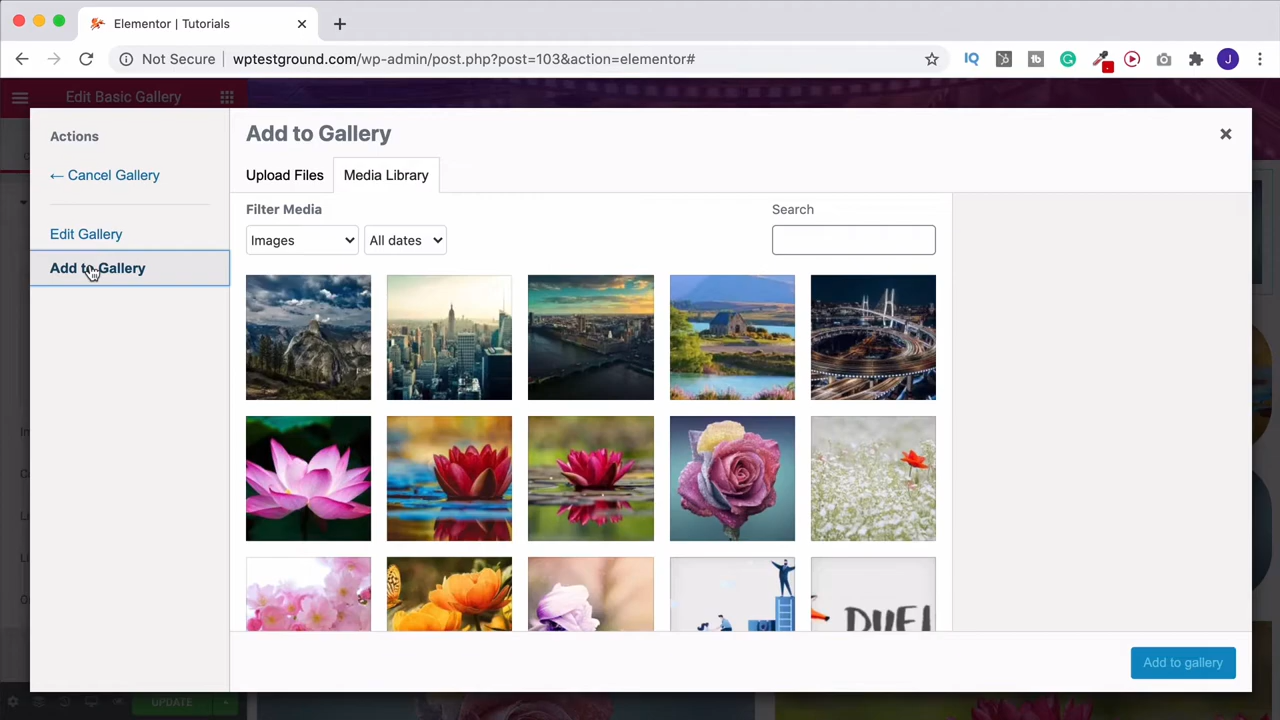 Elementor | Tutorials
Not Secure
wptestground.com/wp-admin/post.php?post=103&action=elementor#
IQ
tb
J
Edit Basic Gallery
Actions
← Cancel Gallery
Edit Gallery
Add to Gallery
Add to Gallery
Upload Files
Media Library
Filter Media
Search
Images
All dates
Add to gallery
UPDATE